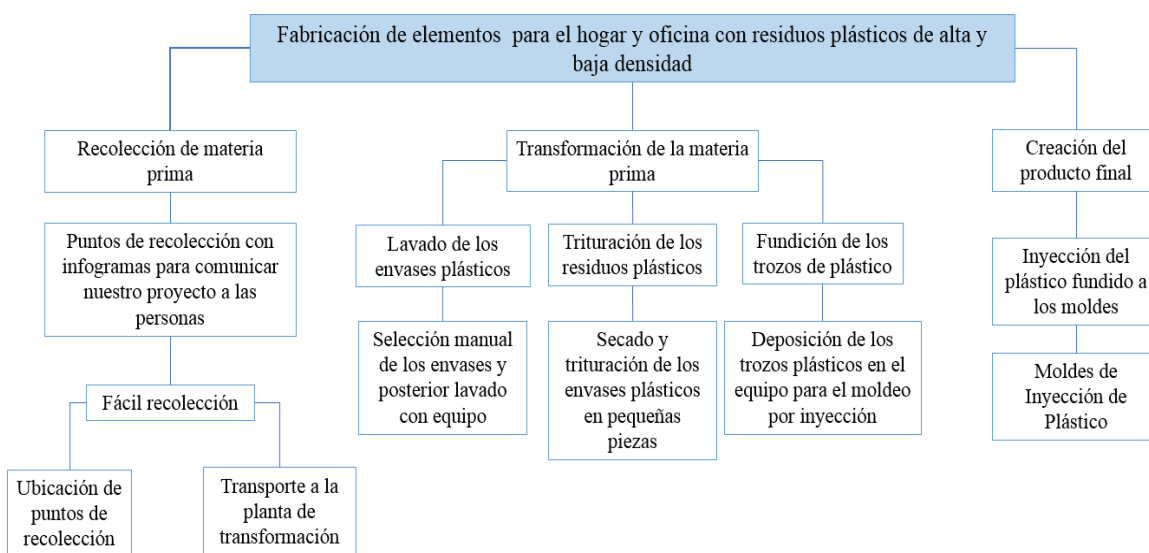 Fabricación de elementos para el hogar y oficina con residuos plásticos de alta y
baja densidad
Recolección de materia
prima
Puntos de recolección con
infogramas para comunicar
nuestro proyecto a las
personas
Fácil recolección
Ubicación de
puntos de
recolección
Transporte a la
planta de
transformación
Transformación de la materia
prima
Lavado de los
envases plásticos
Selección manual
de los envases y
posterior lavado
con equipo
Trituración de los
residuos plásticos
Secado y
trituración de los
envases plásticos
en pequeñas
piezas
Fundición de los
trozos de plástico
Deposición de los
trozos plásticos en el
equipo para el moldeo
por inyección
Creación del
producto final
Inyección del
plástico fundido a
los moldes
Moldes de
Inyección de
Plástico